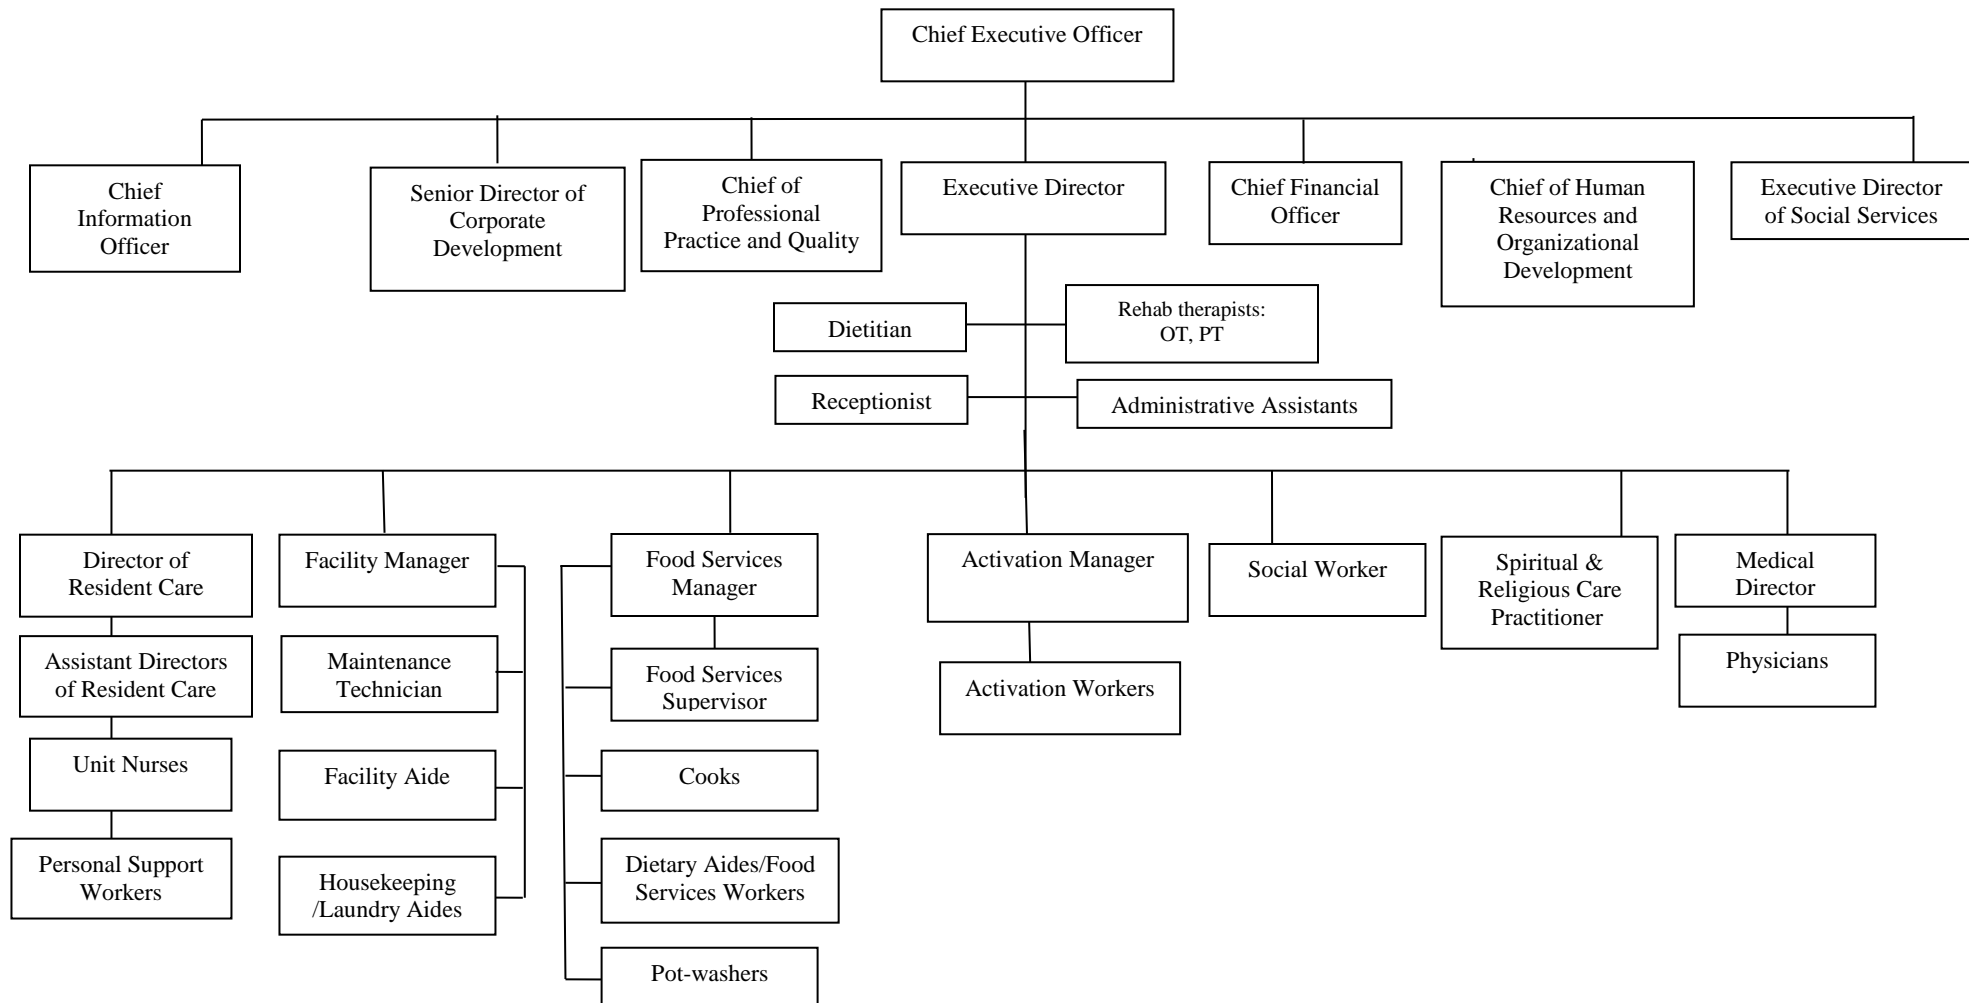 Chief Executive Officer
Chief
Information
Officer
Senior Director of
Corporate
Development
Chief of
Professional
Practice and Quality
Executive Director
Chief Financial
Officer
Chief of Human
Resources and
Organizational
Development
Executive Director
of Social Services
Dietitian
Rehab therapists:
OT, PT
Receptionist
Administrative Assistants
Director of
Resident Care
Facility Manager
Food Services
Manager
Activation Manager
Social Worker
Spiritual &
Religious Care
Practitioner
Medical
Director
Assistant Directors
of Resident Care
Maintenance
Technician
Food Services
Supervisor
Activation Workers
Physicians
Unit Nurses
Facility Aide
Cooks
Personal Support
Workers
Housekeeping
/Laundry Aides
Dietary Aides/Food
Services Workers
Pot-washers